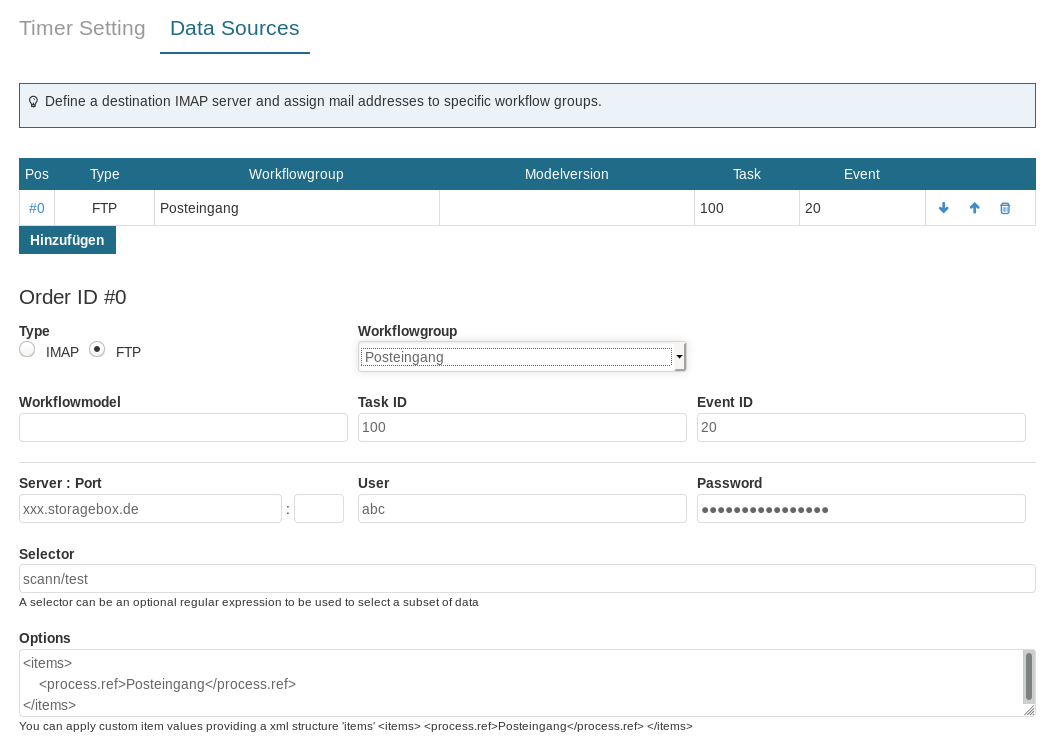 Timer Setting Data Sources
Define a destination IMAP server and assign mail addresses to specific workflow groups.
Pos Type Workflowgroup Modelversion Task Event
#0 FTP Posteingang 100 20
Hinzufügen
Order ID #0
Type Workflowgroup
IMAP FTP Posteingang
Workflowmodel Task ID Event ID
100 20
Server : Port User Password
xxx.storagebox.de : abc ●●●●●●●●●●●●●●●●
Selector
scann/test
A selector can be an optional regular expression to be used to select a subset of data
Options
<items>
<process.ref>Posteingang</process.ref>
</items>
You can apply custom item values providing a xml structure 'items' <items> <process.ref>Posteingang</process.ref> </items>